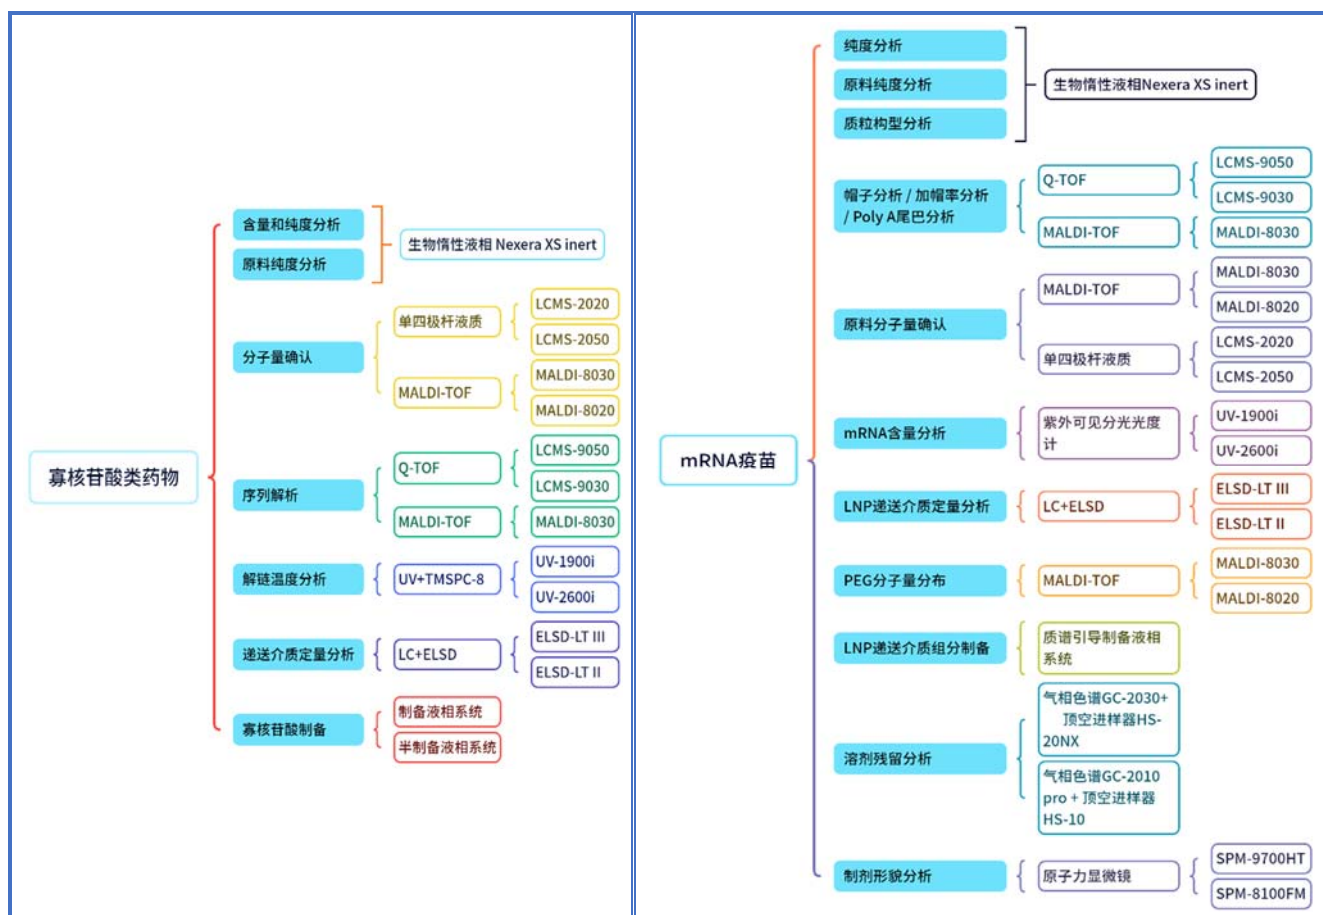 寡核苷酸类药物
含量和纯度分析
原料纯度分析
生物惰性液相 Nexera XS inert
分子量确认
单四极杆液质
LCMS-2020
LCMS-2050
MALDI-TOF
MALDI-8030
MALDI-8020
序列解析
Q-TOF
LCMS-9050
LCMS-9030
MALDI-TOF
MALDI-8030
解链温度分析
UV+TMSPC-8
UV-1900i
UV-2600i
递送介质定量分析
LC+ELSD
ELSD-LT III
ELSD-LT II
寡核苷酸制备
制备液相系统
半制备液相系统
mRNA疫苗
纯度分析
原料纯度分析
质粒构型分析
生物惰性液相Nexera XS inert
帽子分析 / 加帽率分析
/ Poly A尾巴分析
Q-TOF
LCMS-9050
LCMS-9030
MALDI-TOF
MALDI-8030
原料分子量确认
MALDI-TOF
MALDI-8030
MALDI-8020
单四极杆液质
LCMS-2020
LCMS-2050
mRNA含量分析
紫外可见分光光度
计
UV-1900i
UV-2600i
LNP递送介质定量分析
LC+ELSD
ELSD-LT III
ELSD-LT II
PEG分子量分布
MALDI-TOF
MALDI-8030
MALDI-8020
LNP递送介质组分制备
质谱引导制备液相
系统
溶剂残留分析
气相色谱GC-2030+
顶空进样器HS-
20NX
气相色谱GC-2010
pro + 顶空进样器
HS-10
制剂形貌分析
原子力显微镜
SPM-9700HT
SPM-8100FM